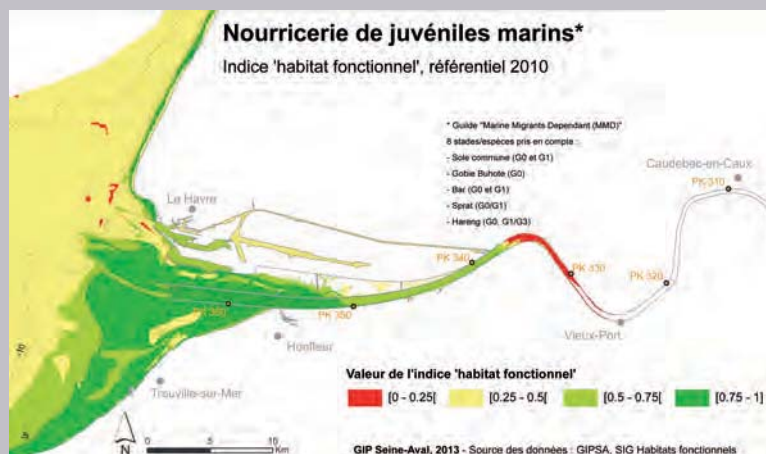 Nourricerie de juvéniles marins*
Indice 'habitat fonctionnel', référentiel 2010
* Guilde "Marine Migrants Dependant (MMD)"
8 stades/espèces pris en compte :
- Sole commune (G0 et G1)
- Gobie Buhote (G0)
- Bar (G0 et G1)
- Sprat (G0/G1)
- Hareng (G0, G1/G3)
Caudebec-en-Caux
PK 310
Le Havre
PK 340
PK 330
PK 320
PK 360
PK 350
Vieux-Port
Honfleur
Trouville-sur-Mer
Valeur de l'indice 'habitat fonctionnel'
[0 - 0.25[ [0.25 - 0.5[ [0.5 - 0.75[ [0.75 - 1]
N
0 5 10
Km
GIP Seine-Aval, 2013 - Source des données : GIPSA, SIG Habitats fonctionnels